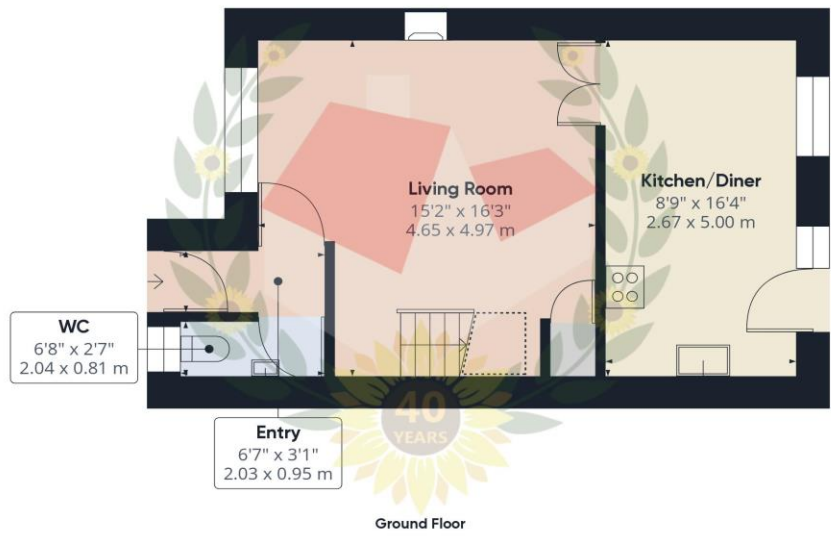 Living Room
15'2" x 16'3"
4.65 x 4.97 m
Kitchen/Diner
8'9" x 16'4"
2.67 x 5.00 m
WC
6'8" x 2'7"
2.04 x 0.81 m
Entry
6'7" x 3'1"
2.03 x 0.95 m
40
YEARS
Ground Floor